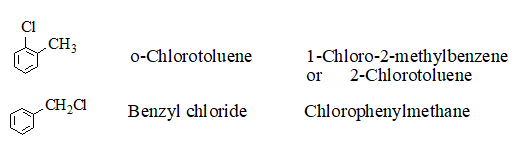 Cl
CH3
o-Chlorotoluene 1-Chloro-2-methylbenzene
or 2-Chlorotoluene
CH2Cl Benzyl chloride Chlorophenylmethane